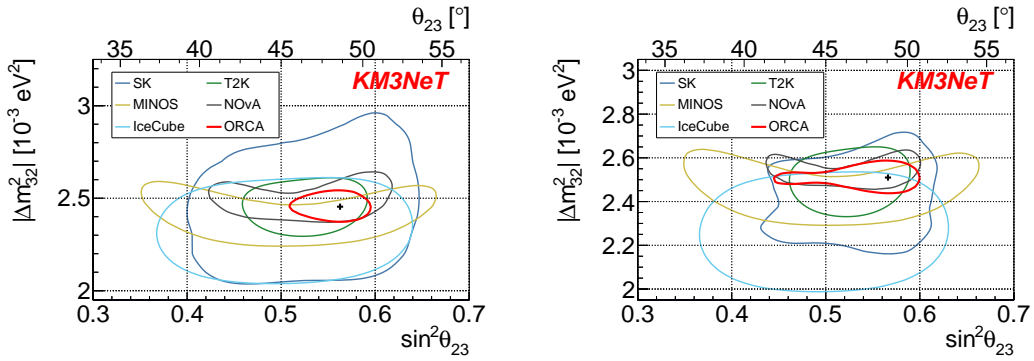 θ23 [°]
35 40 45 50 55
KM3NeT
SK T2K
MINOS NOνA
IceCube ORCA
|Δm²32| [10⁻³ eV²]
3
2.5
2
0.3 0.4 0.5 0.6 0.7
sin²θ23
θ23 [°]
35 40 45 50 55
KM3NeT
SK T2K
MINOS NOνA
IceCube ORCA
|Δm²32| [10⁻³ eV²]
3
2.8
2.6
2.4
2.2
2
0.3 0.4 0.5 0.6 0.7
sin²θ23